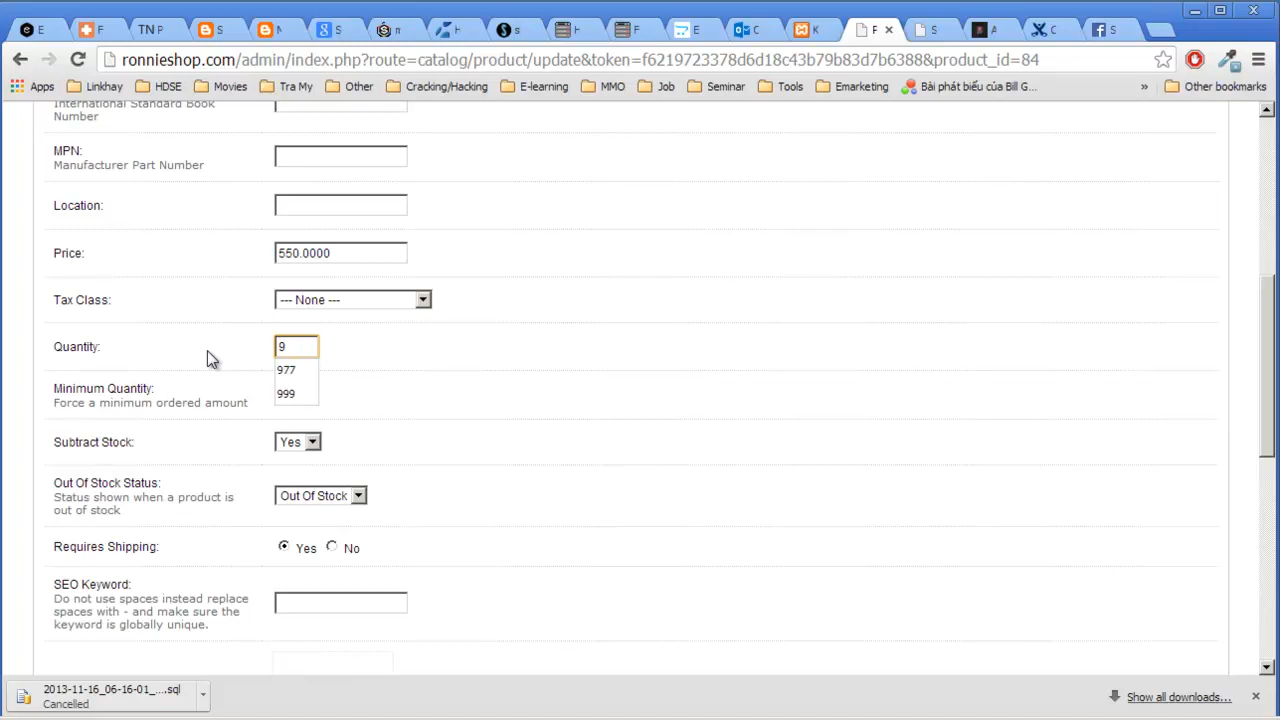 E F TN P S N S n H s H F E C K F S A C S
ronnieshop.com/admin/index.php?route=catalog/product/update&token=f6219723378d6d18c43b79b83d7b6388&product_id=84
Apps Linkhay HDSE Movies Tra My Other Cracking/Hacking E-learning MMO Job Seminar Tools Emarketing Bài phát biểu của Bill G... » Other bookmarks
International Standard Book
Number
MPN:
Manufacturer Part Number
Location:
Price: 550.0000
Tax Class: --- None ---
Quantity: 9
977
999
Minimum Quantity:
Force a minimum ordered amount
Subtract Stock: Yes
Out Of Stock Status:
Status shown when a product is
out of stock
Out Of Stock
Requires Shipping: Yes No
SEO Keyword:
Do not use spaces instead replace
spaces with - and make sure the
keyword is globally unique.
2013-11-16_06-16-01_....sql
Cancelled
Show all downloads...